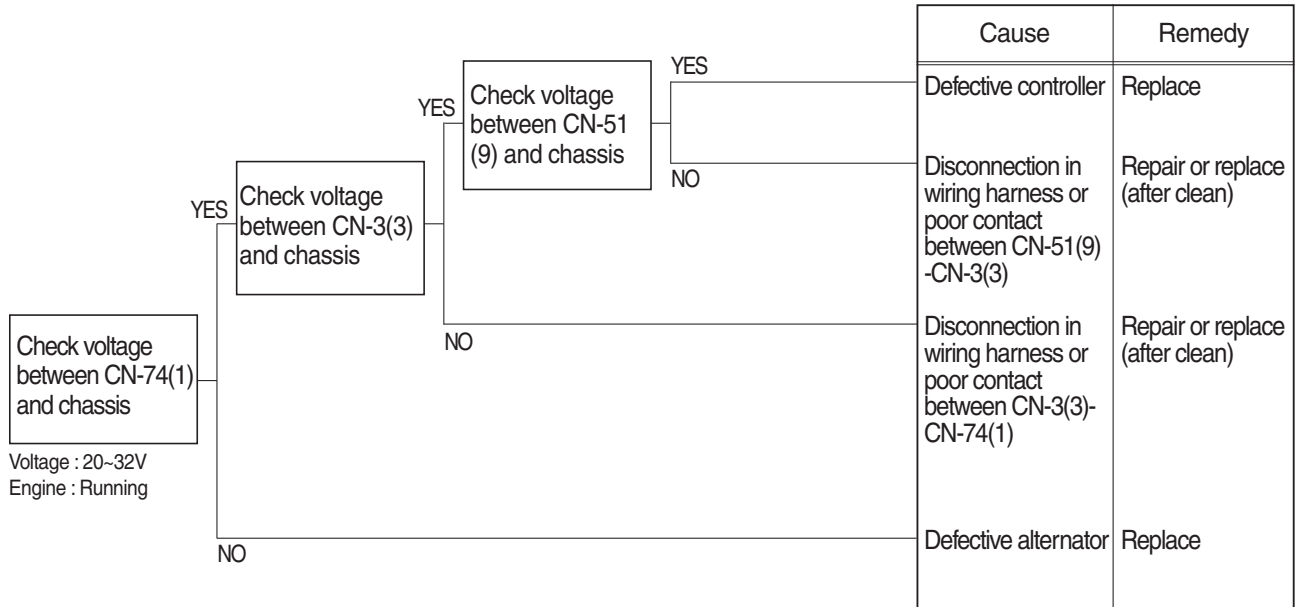 Cause
Remedy
YES
Defective controller
Replace
YES
Check voltage
between CN-51
(9) and chassis
NO
Disconnection in
wiring harness or
poor contact
between CN-51(9)
-CN-3(3)
Repair or replace
(after clean)
YES
Check voltage
between CN-3(3)
and chassis
NO
Disconnection in
wiring harness or
poor contact
between CN-3(3)-
CN-74(1)
Repair or replace
(after clean)
Check voltage
between CN-74(1)
and chassis
Voltage : 20~32V
Engine : Running
NO
Defective alternator
Replace